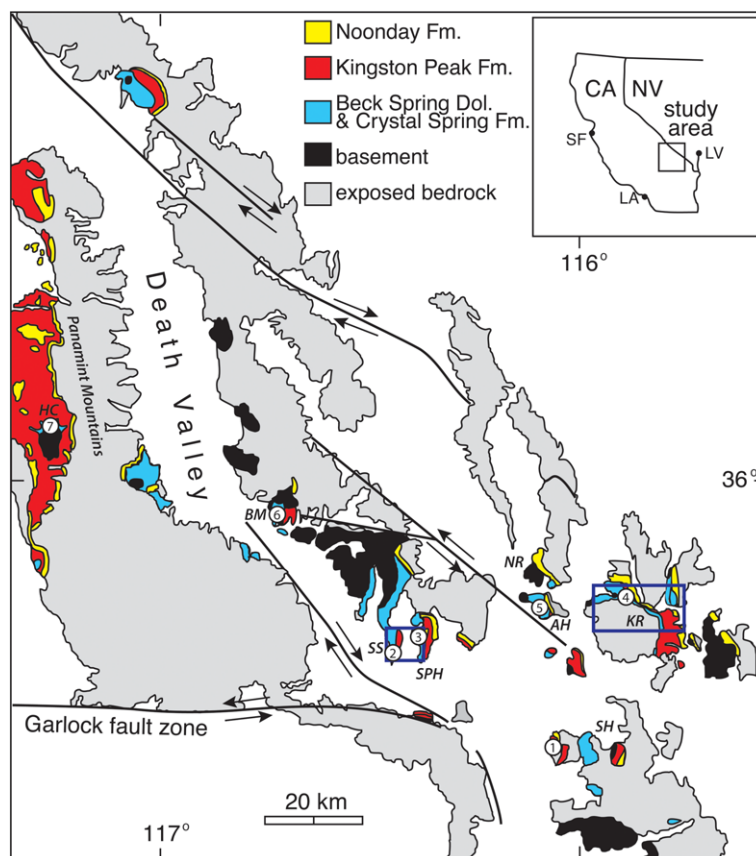 Noonday Fm.
Kingston Peak Fm.
Beck Spring Dol.
& Crystal Spring Fm.
basement
exposed bedrock
CA
NV
study
area
SF
LV
LA
116°
Death Valley
Panamint Mountains
HC
7
36°
BM
6
NR
4
5
AH
KR
SS
2
3
SPH
Garlock fault zone
SH
1
20 km
117°